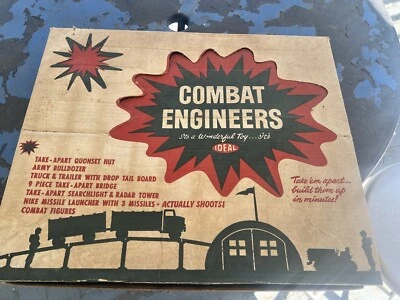 COMBAT
ENGINEERS
It's a Wonderful Toy...It's
IDEAL
TAKE-APART QUONSET HUT
ARMY BULLDOZER
TRUCK & TRAILER WITH DROP TAIL BOARD
9 PIECE TAKE-APART BRIDGE
TAKE-APART SEARCHLIGHT & RADAR TOWER
NIKE MISSILE LAUNCHER WITH 3 MISSILES - ACTUALLY SHOOTS!
COMBAT FIGURES
Take 'em apart...
build them up
in minutes!